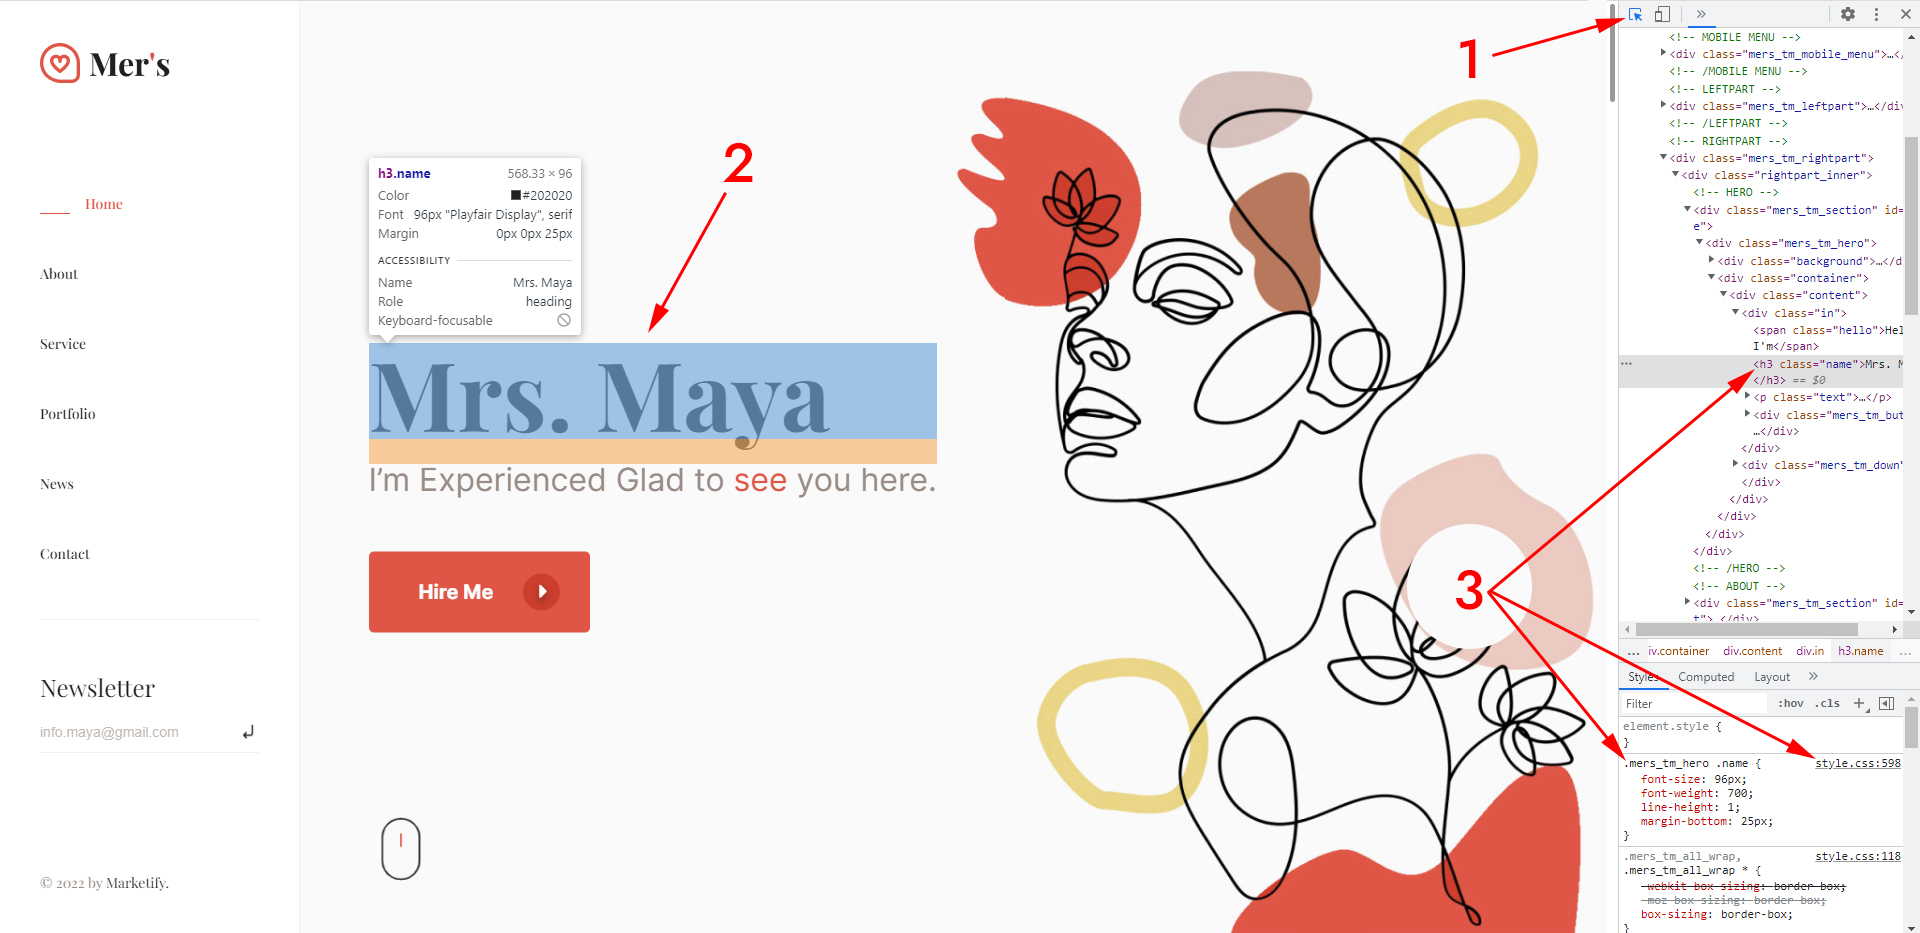 Mer's
Home
About
Service
Portfolio
News
Contact
Newsletter
info.maya@gmail.com
© 2022 by Marketify.
h3.name 568.33 × 96
Color #202020
Font 96px "Playfair Display", serif
Margin 0px 0px 25px
ACCESSIBILITY
Name Mrs. Maya
Role heading
Keyboard-focusable
2
Mrs. Maya
I'm Experienced Glad to see you here.
Hire Me
1
3
<!-- MOBILE MENU -->
<div class="mers_tm_mobile_menu">…</
<!-- /MOBILE MENU -->
<!-- LEFTPART -->
<div class="mers_tm_leftpart">…</div
<!-- /LEFTPART -->
<!-- RIGHTPART -->
<div class="mers_tm_rightpart">
<div class="rightpart_inner">
<!-- HERO -->
<div class="mers_tm_section" id=
e">
<div class="mers_tm_hero">
<div class="background">…</d
<div class="container">
<div class="content">
<div class="in">
<span class="hello">Hel
I'm</span>
<h3 class="name">Mrs. M
</h3> == $0
<p class="text">…</p>
<div class="mers_tm_but
…</div>
</div>
<div class="mers_tm_down"
</div>
</div>
</div>
</div>
</div>
<!-- /HERO -->
<!-- ABOUT -->
<div class="mers_tm_section" id=
t">…</div>
... iv.container div.content div.in h3.name ...
Styles Computed Layout »
Filter :hov .cls +
element.style {
}
.mers_tm_hero .name { style.css:598
font-size: 96px;
font-weight: 700;
line-height: 1;
margin-bottom: 25px;
}
.mers_tm_all_wrap, style.css:118
.mers_tm_all_wrap * {
-webkit-box-sizing: border-box;
-moz-box-sizing: border-box;
box-sizing: border-box;
}